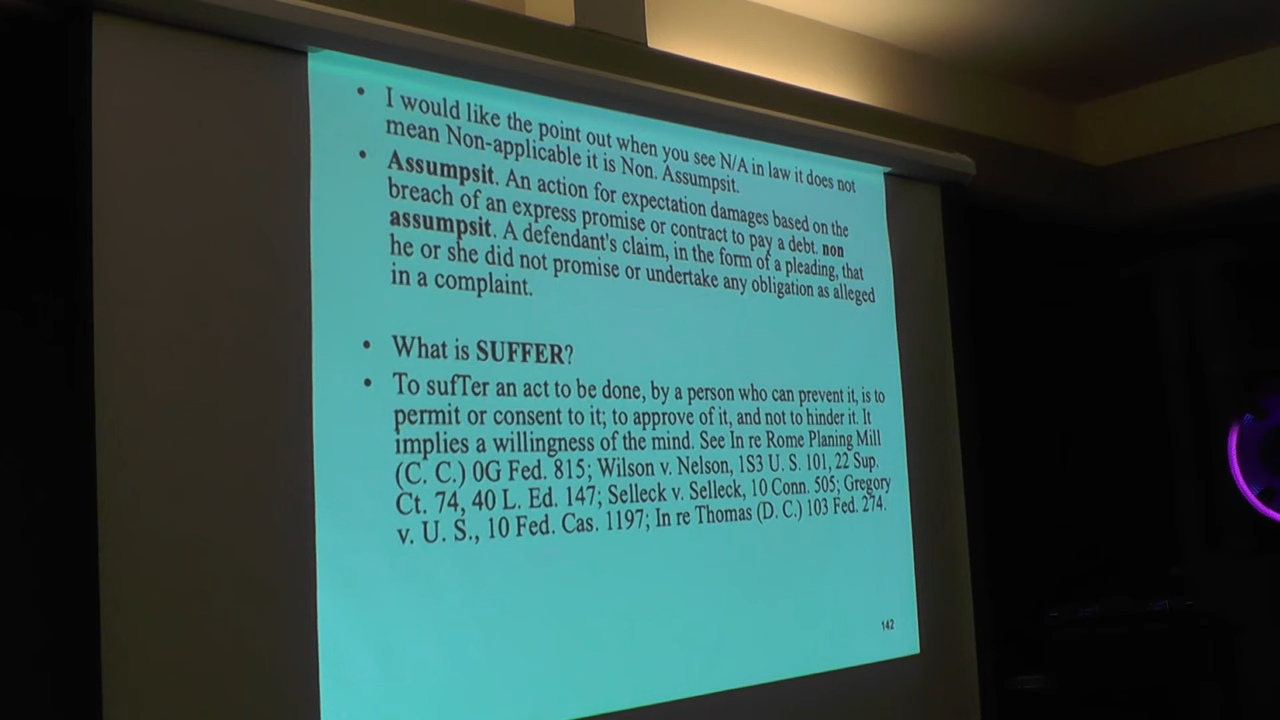 • I would like the point out when you see N/A in law it does not
mean Non-applicable it is Non. Assumpsit.
• Assumpsit. An action for expectation damages based on the
breach of an express promise or contract to pay a debt. non
assumpsit. A defendant's claim, in the form of a pleading, that
he or she did not promise or undertake any obligation as alleged
in a complaint.
• What is SUFFER?
• To sufTer an act to be done, by a person who can prevent it, is to
permit or consent to it; to approve of it, and not to hinder it. It
implies a willingness of the mind. See In re Rome Planing Mill
(C. C.) 0G Fed. 815; Wilson v. Nelson, 1S3 U. S. 101, 22 Sup.
Ct. 74, 40 L. Ed. 147; Selleck v. Selleck, 10 Conn. 505; Gregory
v. U. S., 10 Fed. Cas. 1197; In re Thomas (D. C.) 103 Fed. 274.
142